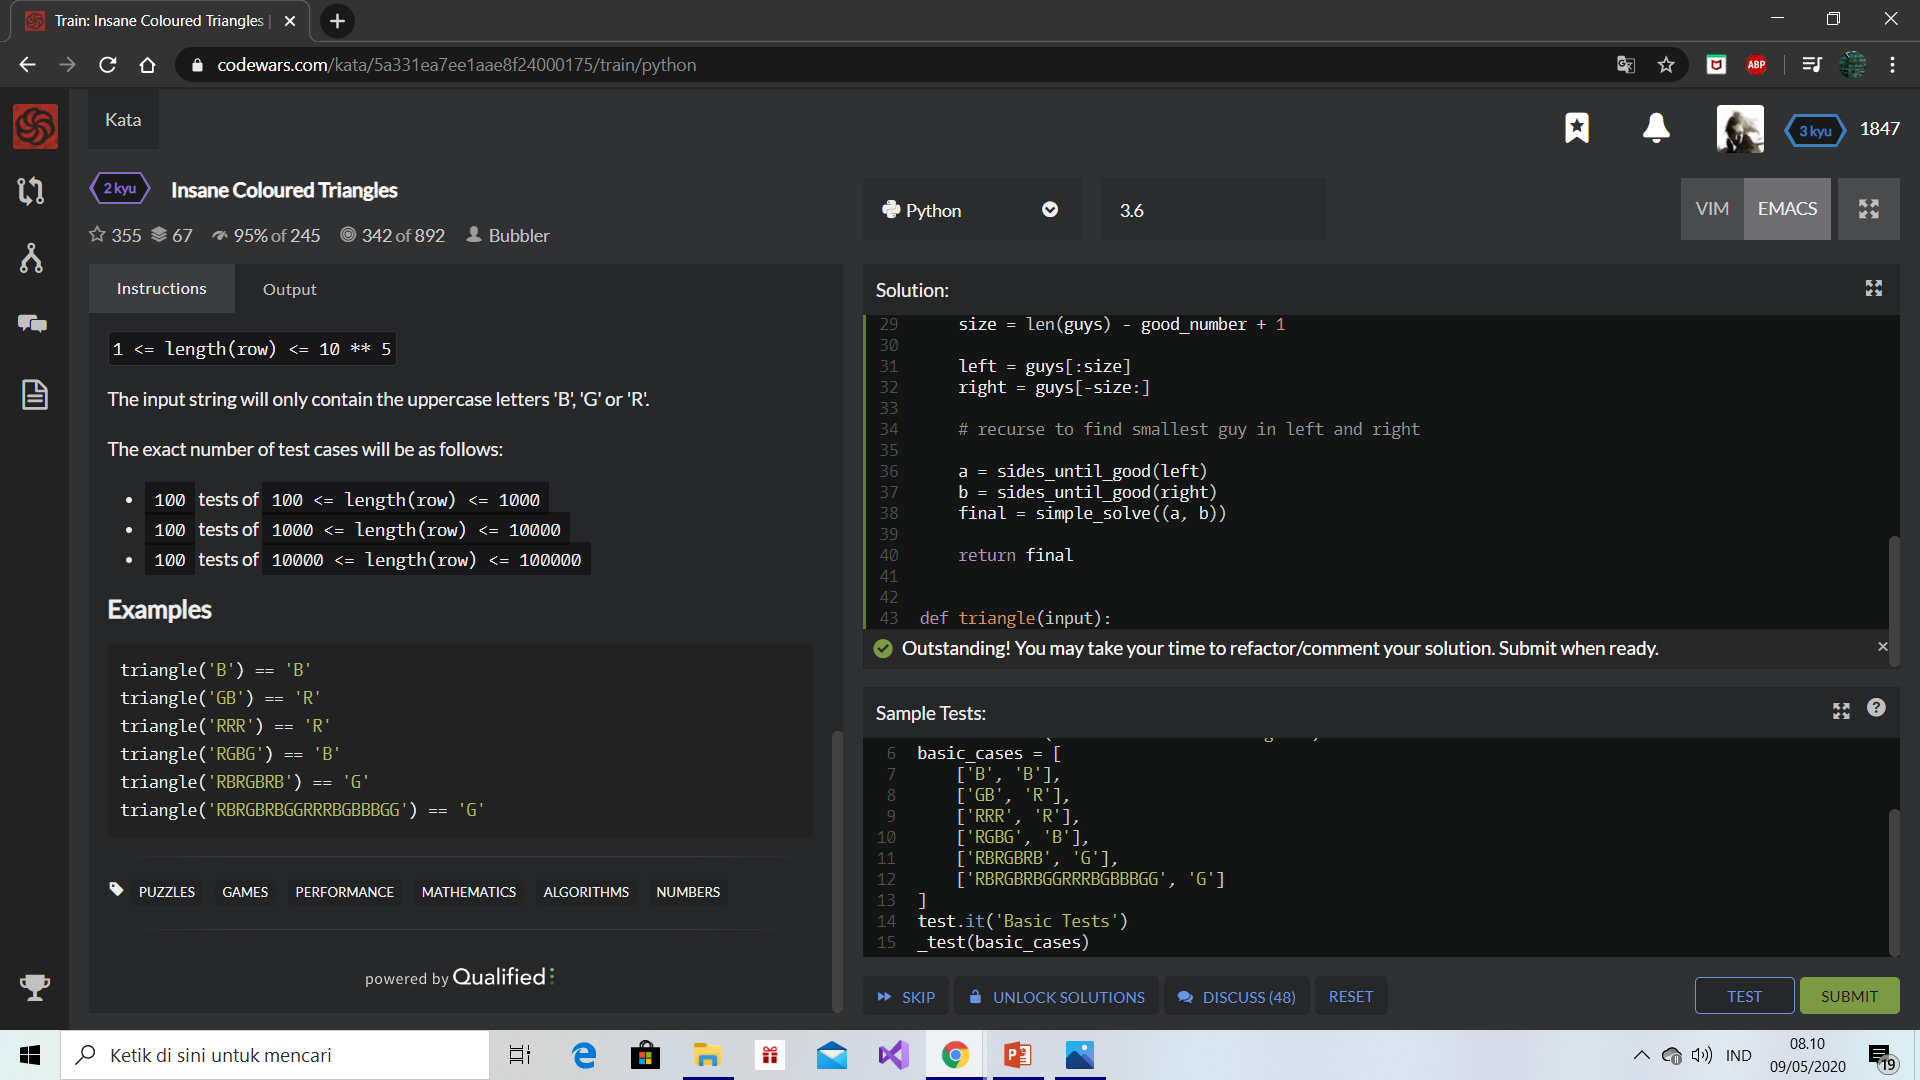 Train: Insane Coloured Triangles |
codewars.com/kata/5a331ea7ee1aae8f24000175/train/python
ABP
Kata
3 kyu
1847
2 kyu
Insane Coloured Triangles
355 67 95% of 245 342 of 892 Bubbler
Python
3.6
VIM
EMACS
Instructions
Output
1 <= length(row) <= 10 ** 5
The input string will only contain the uppercase letters 'B', 'G' or 'R'.
The exact number of test cases will be as follows:
• 100 tests of 100 <= length(row) <= 1000
• 100 tests of 1000 <= length(row) <= 10000
• 100 tests of 10000 <= length(row) <= 100000
Examples
triangle('B') == 'B'
triangle('GB') == 'R'
triangle('RRR') == 'R'
triangle('RGBG') == 'B'
triangle('RBRGBRB') == 'G'
triangle('RBRGBRBGGRRRBGBBBGG') == 'G'
PUZZLES GAMES PERFORMANCE MATHEMATICS ALGORITHMS NUMBERS
powered by Qualified
Solution:
29 size = len(guys) - good_number + 1
30
31 left = guys[:size]
32 right = guys[-size:]
33
34 # recurse to find smallest guy in left and right
35
36 a = sides_until_good(left)
37 b = sides_until_good(right)
38 final = simple_solve((a, b))
39
40 return final
41
42
43 def triangle(input):
Outstanding! You may take your time to refactor/comment your solution. Submit when ready.
Sample Tests:
6 basic_cases = [
7 ['B', 'B'],
8 ['GB', 'R'],
9 ['RRR', 'R'],
10 ['RGBG', 'B'],
11 ['RBRGBRB', 'G'],
12 ['RBRGBRBGGRRRBGBBBGG', 'G']
13 ]
14 test.it('Basic Tests')
15 _test(basic_cases)
SKIP
UNLOCK SOLUTIONS
DISCUSS (48)
RESET
TEST
SUBMIT
Ketik di sini untuk mencari
IND
08.10
09/05/2020
19